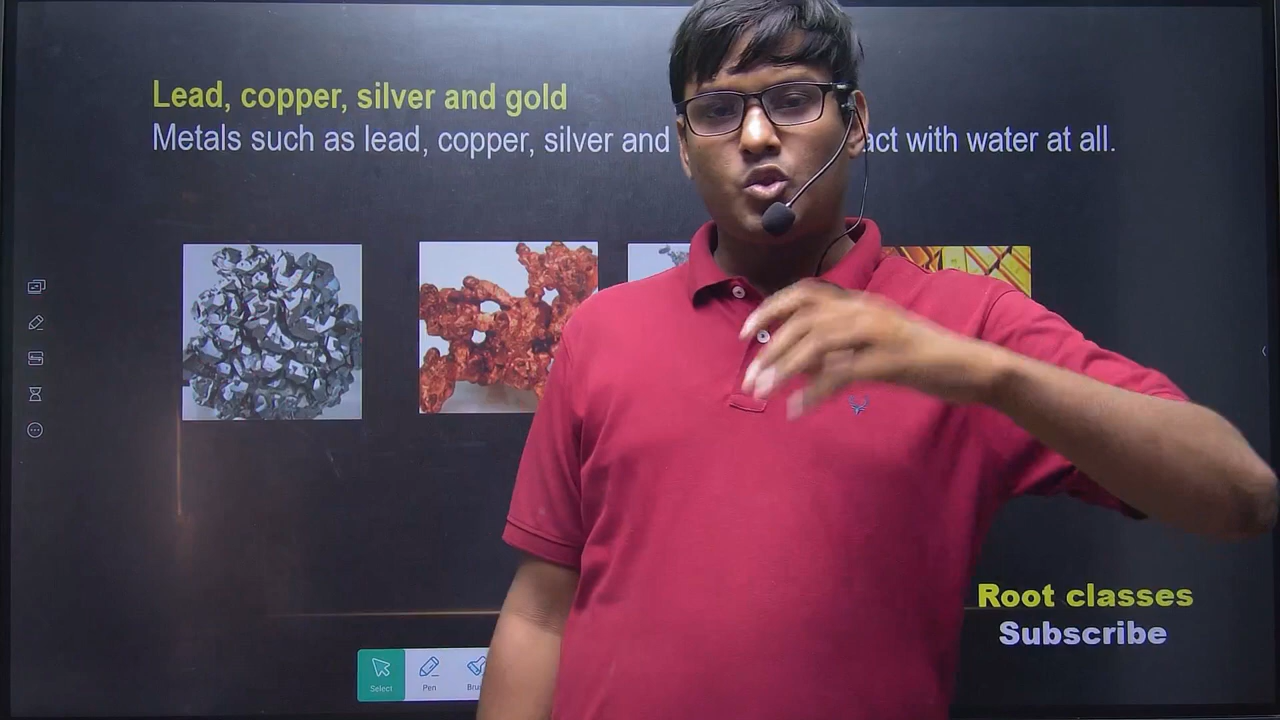 Lead, copper, silver and gold
Metals such as lead, copper, silver and act with water at all.
Root classes
Subscribe
Select
Pen